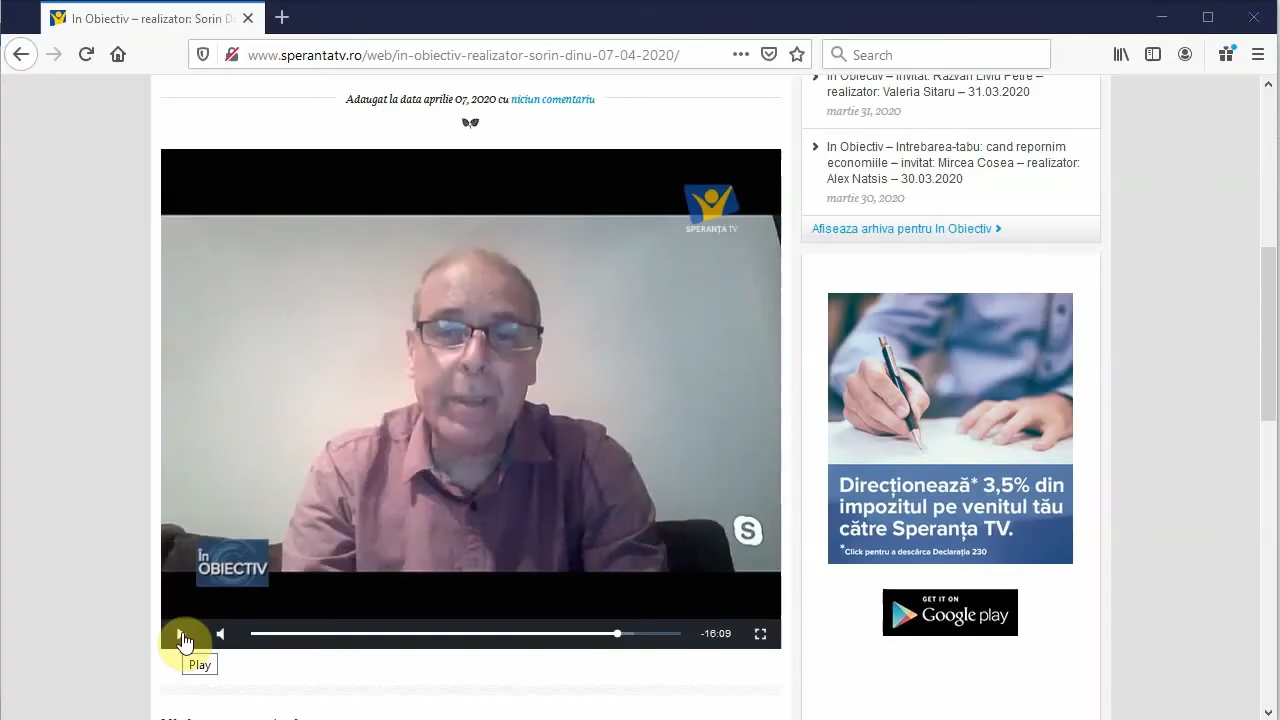 In Obiectiv – realizator: Sorin D
www.sperantatv.ro/web/in-obiectiv-realizator-sorin-dinu-07-04-2020/
Search
Adaugat la data aprilie 07, 2020 cu niciun comentariu
SPERANȚA TV
S
în
OBIECTIV
-16:09
Play
In Obiectiv – invitat: Razvan Liviu Petre –
realizator: Valeria Sitaru – 31.03.2020
martie 31, 2020
In Obiectiv – Intrebarea-tabu: cand repornim
economiile – invitat: Mircea Cosea – realizator:
Alex Natsis – 30.03.2020
martie 30, 2020
Afiseaza arhiva pentru In Obiectiv
Direcționează* 3,5% din
impozitul pe venitul tău
către Speranța TV.
*Click pentru a descărca Declarația 230
GET IT ON
Google play